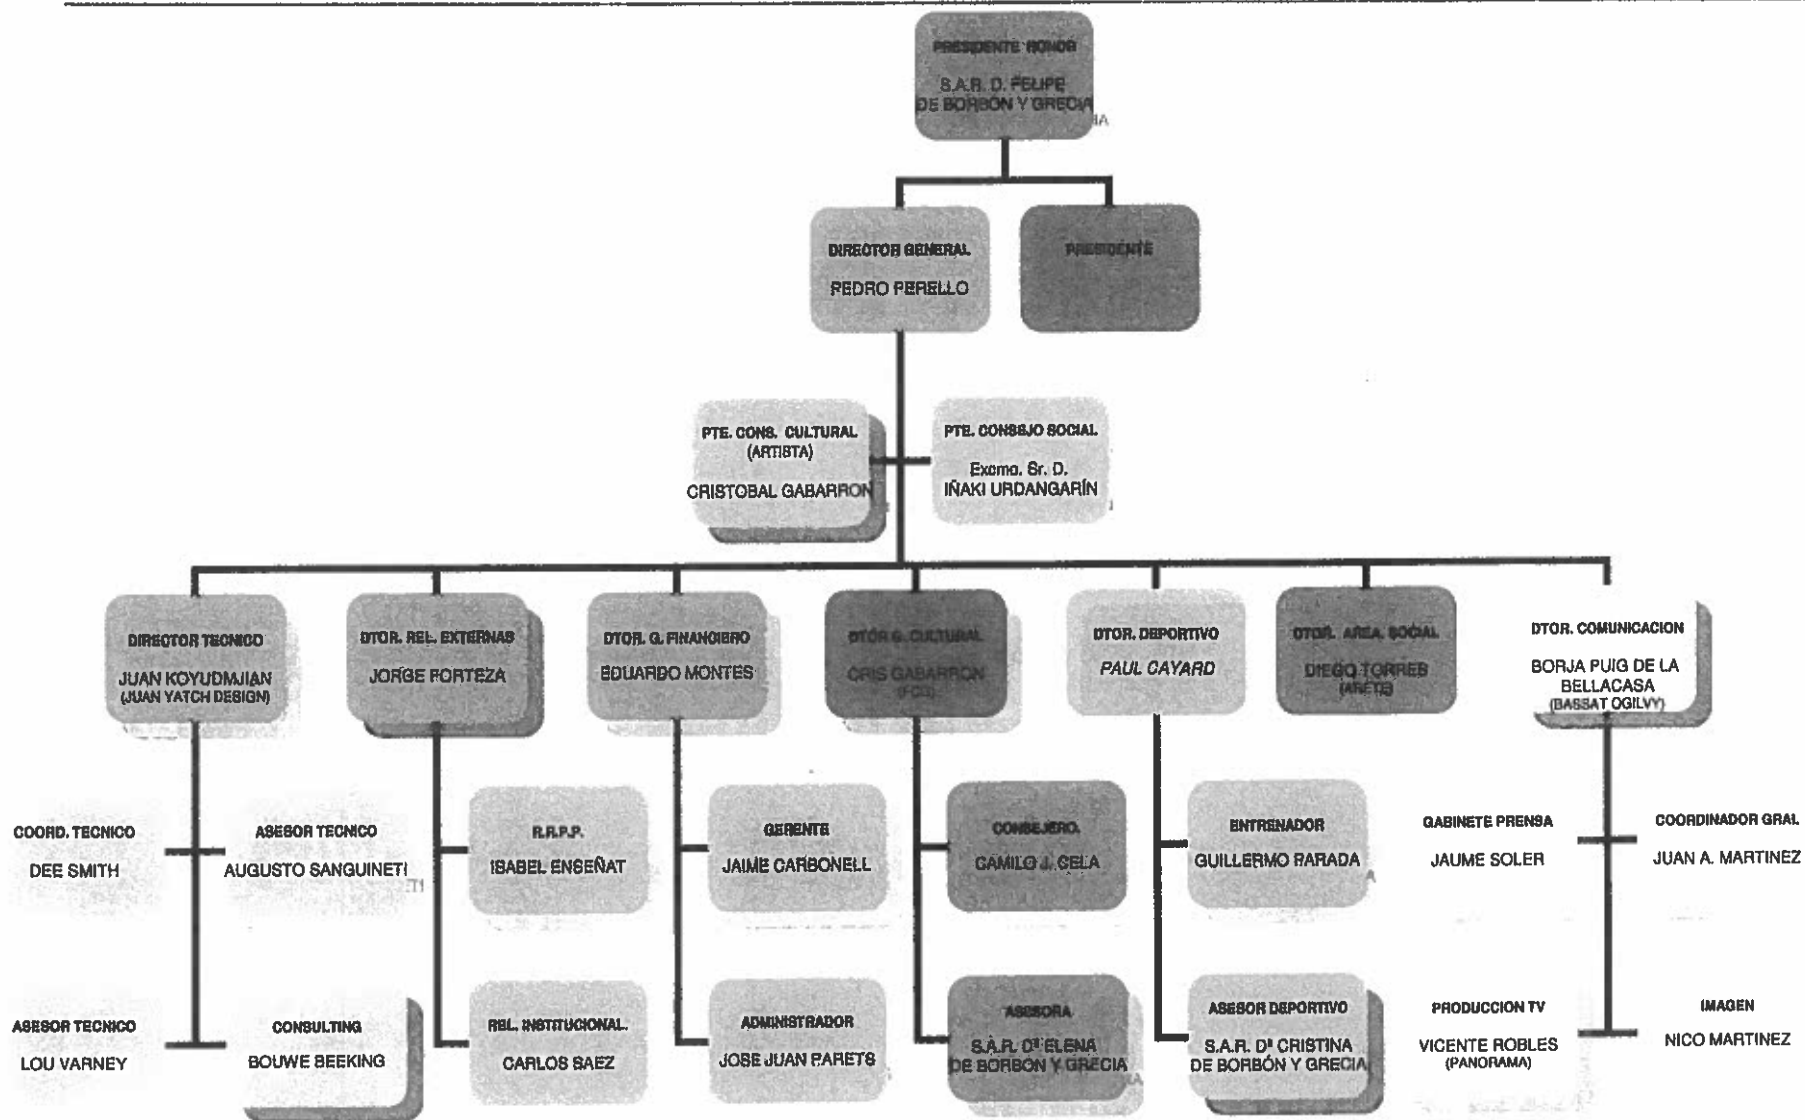 PRESIDENTE HONOR
S.A.R. D. FELIPE
DE BORBÓN Y GRECIA
DIRECTOR GENERAL
PEDRO PERELLO
PRESIDENTE
PTE. CONS. CULTURAL
(ARTISTA)
CRISTOBAL GABARRON
PTE. CONSEJO SOCIAL
Excmo. Sr. D.
IÑAKI URDANGARÍN
DIRECTOR TECNICO
JUAN KOYUDMJIAN
(JUAN YATCH DESIGN)
DTOR. REL. EXTERNAS
JORGE FORTEZA
DTOR. G. FINANCIERO
EDUARDO MONTES
DTOR G. CULTURAL
CRIS GABARRON
(FCG)
DTOR. DEPORTIVO
PAUL CAYARD
DTOR. AREA. SOCIAL
DIEGO TORRES
DTOR. COMUNICACION
BORJA PUIG DE LA
BELLACASA
(BASSAT OGILVY)
COORD. TECNICO
DEE SMITH
ASESOR TECNICO
AUGUSTO SANGUINETI
R.R.P.P.
ISABEL ENSEÑAT
GERENTE
JAIME CARBONELL
CONSEJERO.
CAMILO J. CELA
ENTRENADOR
GUILLERMO PARADA
GABINETE PRENSA
JAUME SOLER
COORDINADOR GRAL
JUAN A. MARTINEZ
ASESOR TECNICO
LOU VARNEY
CONSULTING
BOUWE BEEKING
REL. INSTITUCIONAL.
CARLOS SAEZ
ADMINISTRADOR
JOSE JUAN PARETS
ASESORA
S.A.R. Dª ELENA
DE BORBÓN Y GRECIA
ASESOR DEPORTIVO
S.A.R. Dª CRISTINA
DE BORBÓN Y GRECIA
PRODUCCION TV
VICENTE ROBLES
(PANORAMA)
IMAGEN
NICO MARTINEZ